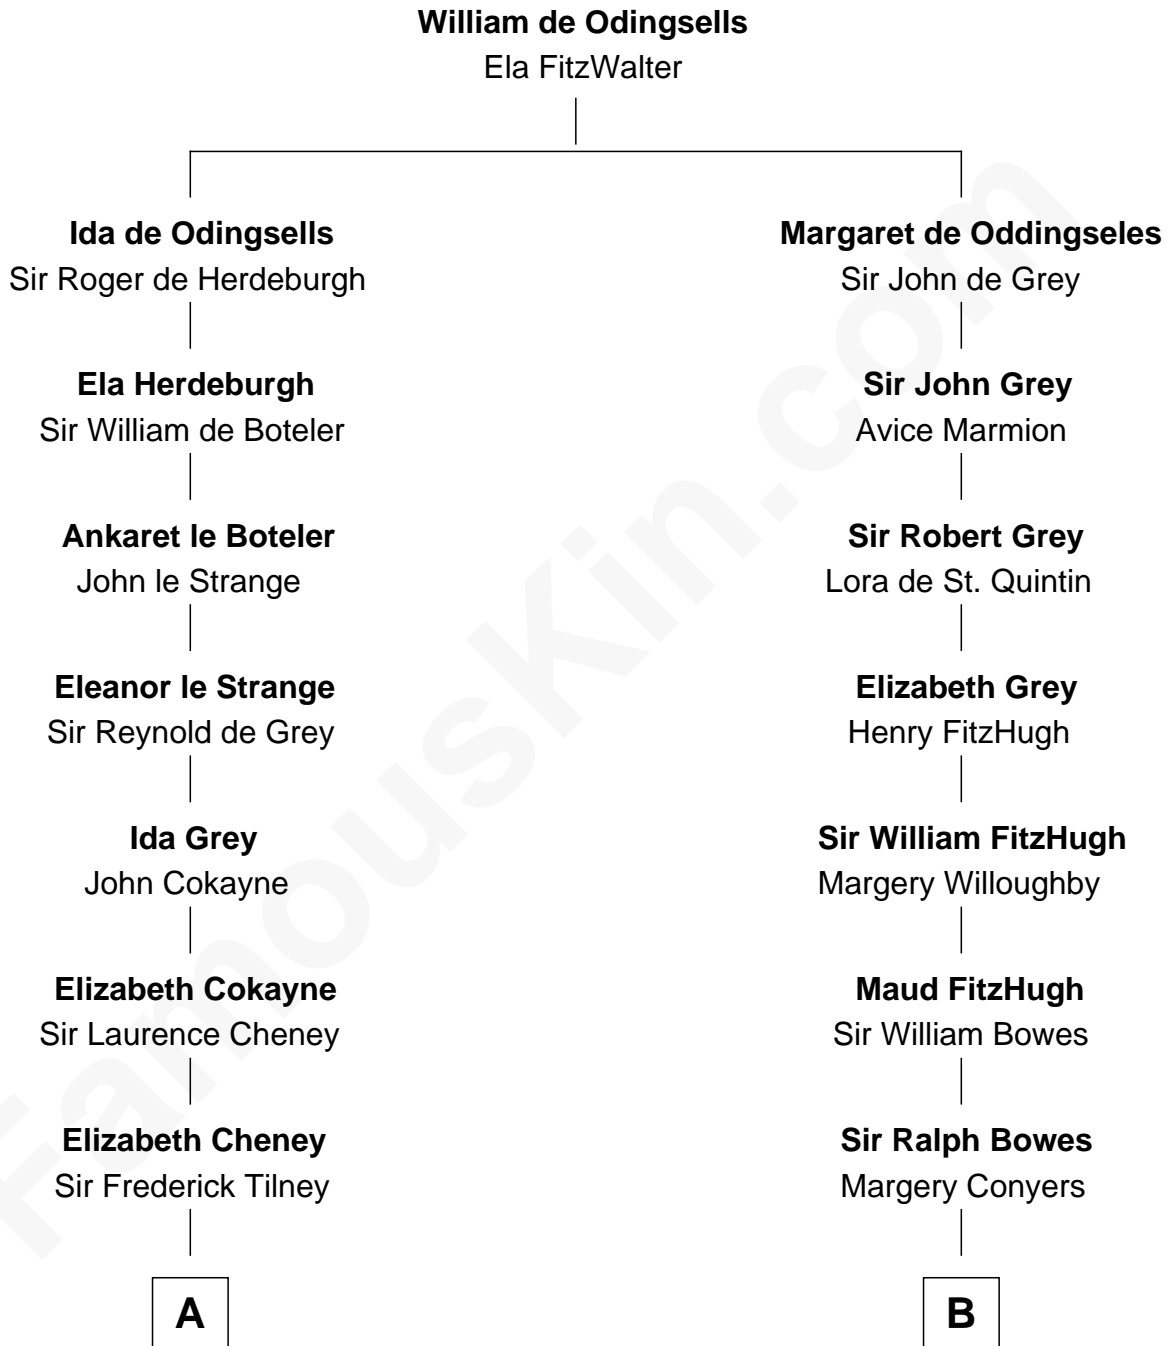 William de Odingsells
Ela FitzWalter
Ida de Odingsells
Sir Roger de Herdeburgh
Margaret de Oddingseles
Sir John de Grey
Ela Herdeburgh
Sir William de Boteler
Sir John Grey
Avice Marmion
Ankaret le Boteler
John le Strange
Sir Robert Grey
Lora de St. Quintin
Eleanor le Strange
Sir Reynold de Grey
Elizabeth Grey
Henry FitzHugh
Ida Grey
John Cokayne
Sir William FitzHugh
Margery Willoughby
Elizabeth Cokayne
Sir Laurence Cheney
Maud FitzHugh
Sir William Bowes
Elizabeth Cheney
Sir Frederick Tilney
Sir Ralph Bowes
Margery Conyers
A
B
FamousKin.com